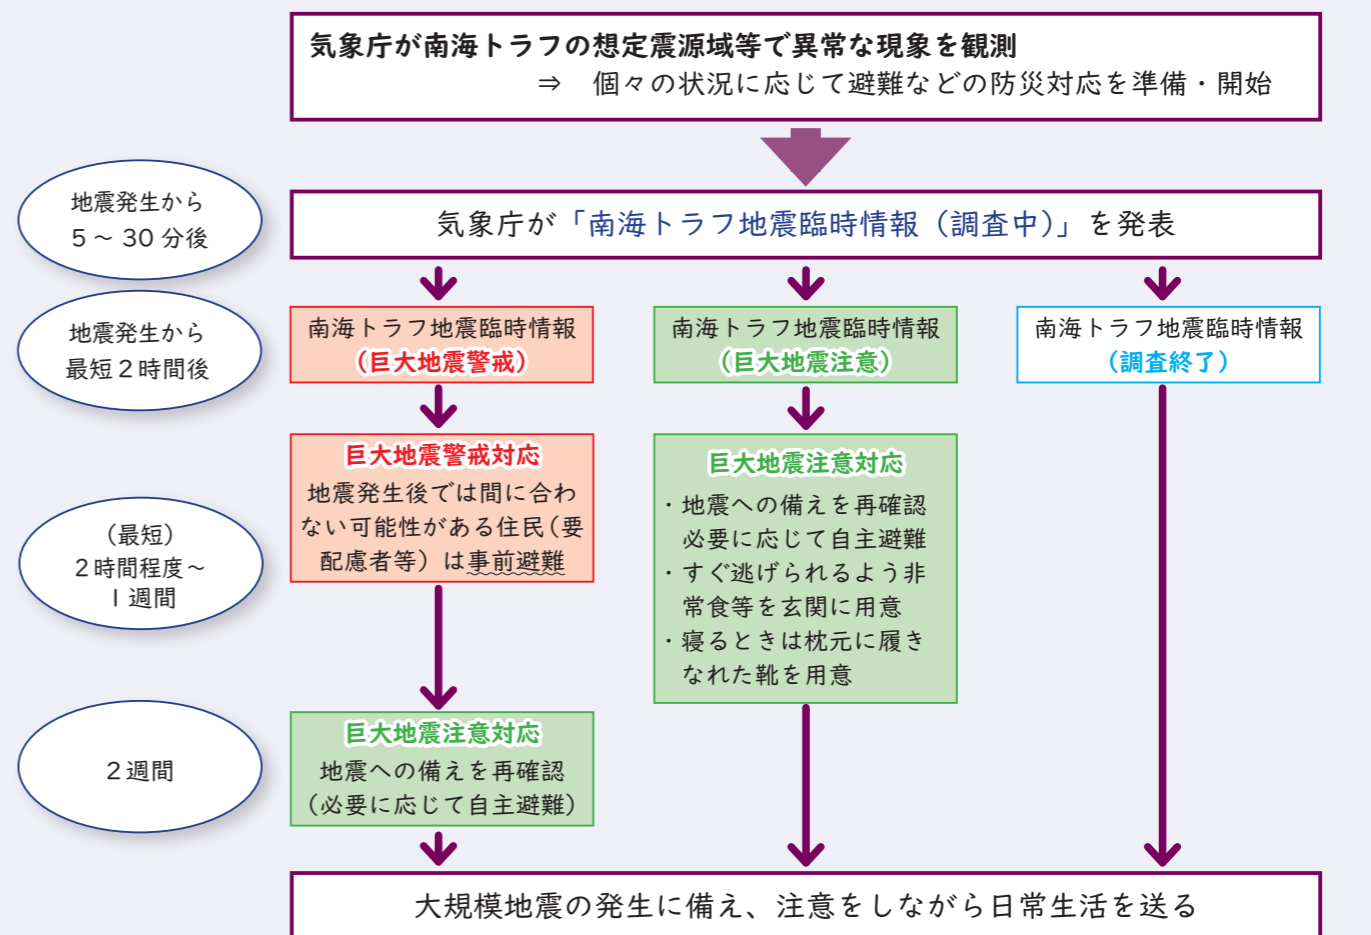 気象庁が南海トラフの想定震源域等で異常な現象を観測
⇒　個々の状況に応じて避難などの防災対応を準備・開始
地震発生から
５～30分後
気象庁が「南海トラフ地震臨時情報（調査中）」を発表
地震発生から
最短２時間後
南海トラフ地震臨時情報
（巨大地震警戒）
南海トラフ地震臨時情報
（巨大地震注意）
南海トラフ地震臨時情報
（調査終了）
（最短）
２時間程度～
１週間
巨大地震警戒対応
地震発生後では間に合わ
ない可能性がある住民（要
配慮者等）は事前避難
巨大地震注意対応
・地震への備えを再確認
必要に応じて自主避難
・すぐ逃げられるよう非
常食等を玄関に用意
・寝るときは枕元に履き
なれた靴を用意
２週間
巨大地震注意対応
地震への備えを再確認
（必要に応じて自主避難）
大規模地震の発生に備え、注意をしながら日常生活を送る